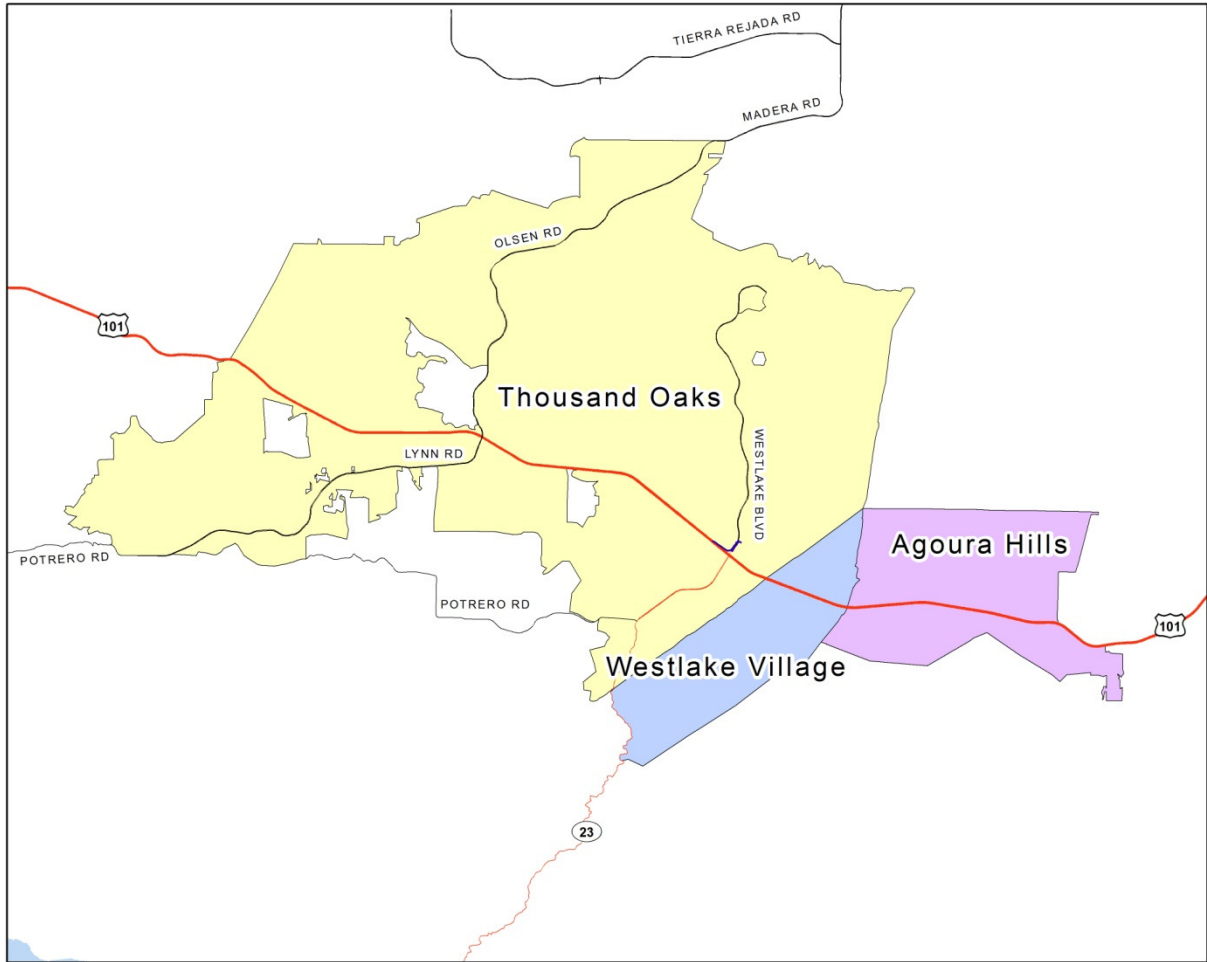 TIERRA REJADA RD
MADERA RD
OLSEN RD
101
Thousand Oaks
LYNN RD
WESTLAKE BLVD
Agoura Hills
POTRERO RD
POTRERO RD
101
Westlake Village
23